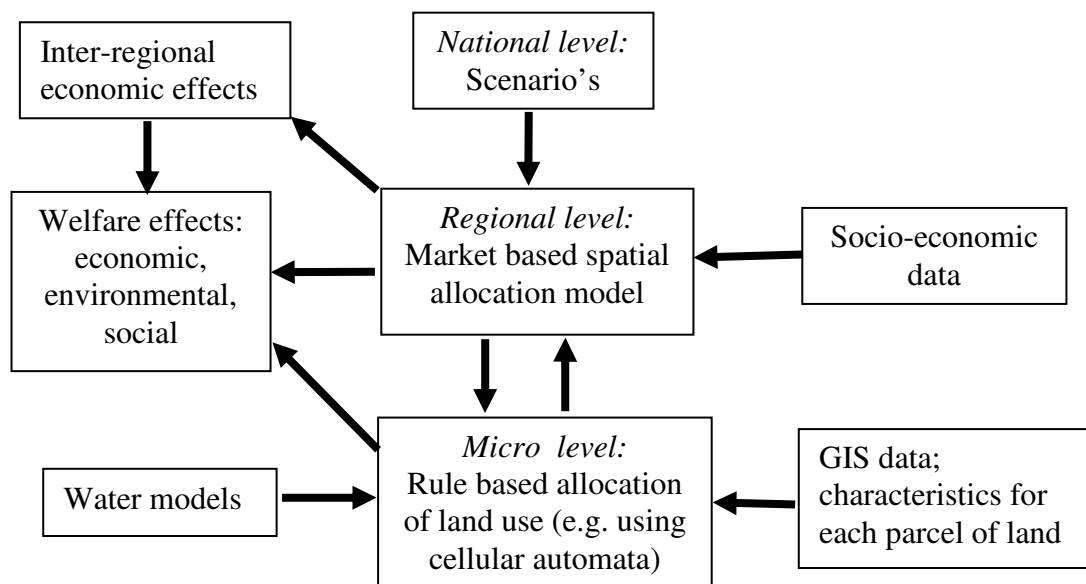 Inter-regional
economic effects
National level:
Scenario's
Welfare effects:
economic,
environmental,
social
Regional level:
Market based spatial
allocation model
Socio-economic
data
Water models
Micro level:
Rule based allocation
of land use (e.g. using
cellular automata)
GIS data;
characteristics for
each parcel of land